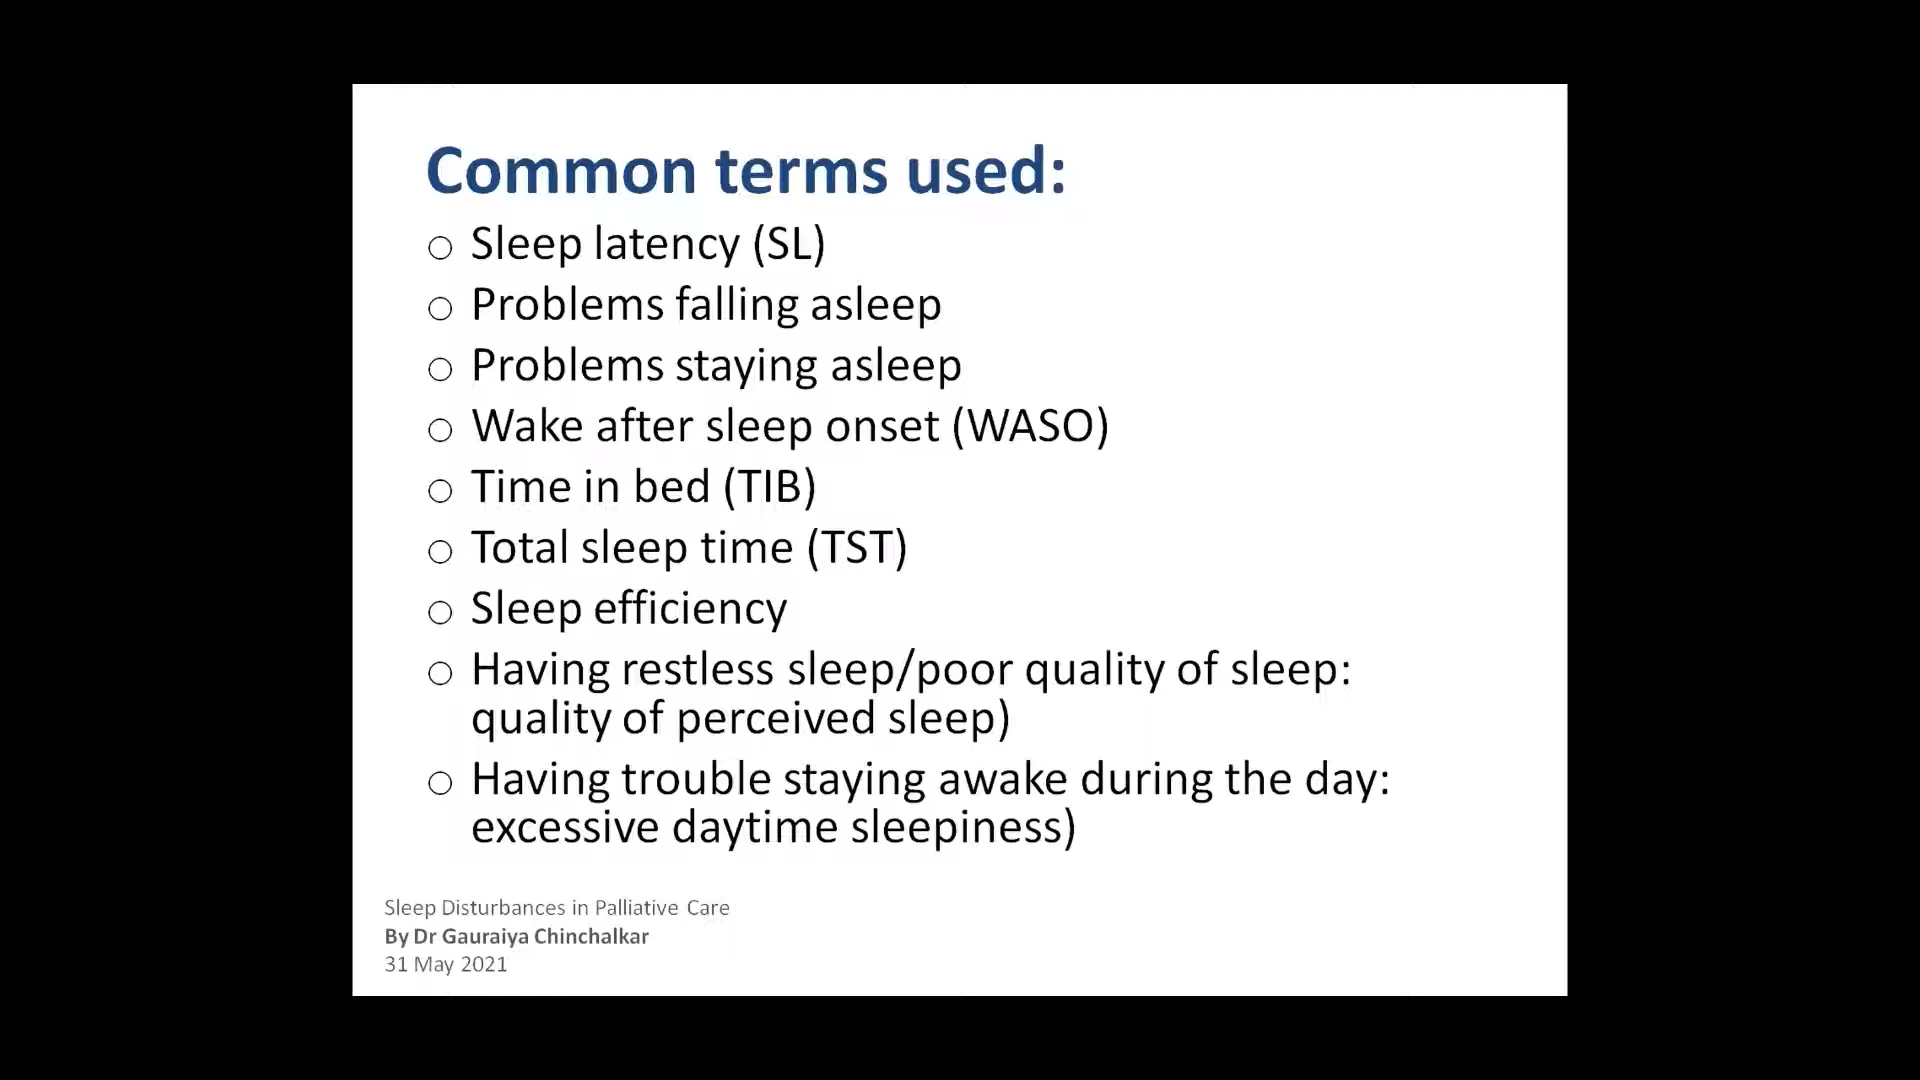 Common terms used:
○ Sleep latency (SL)
○ Problems falling asleep
○ Problems staying asleep
○ Wake after sleep onset (WASO)
○ Time in bed (TIB)
○ Total sleep time (TST)
○ Sleep efficiency
○ Having restless sleep/poor quality of sleep:
quality of perceived sleep)
○ Having trouble staying awake during the day:
excessive daytime sleepiness)
Sleep Disturbances in Palliative Care
By Dr Gauraiya Chinchalkar
31 May 2021